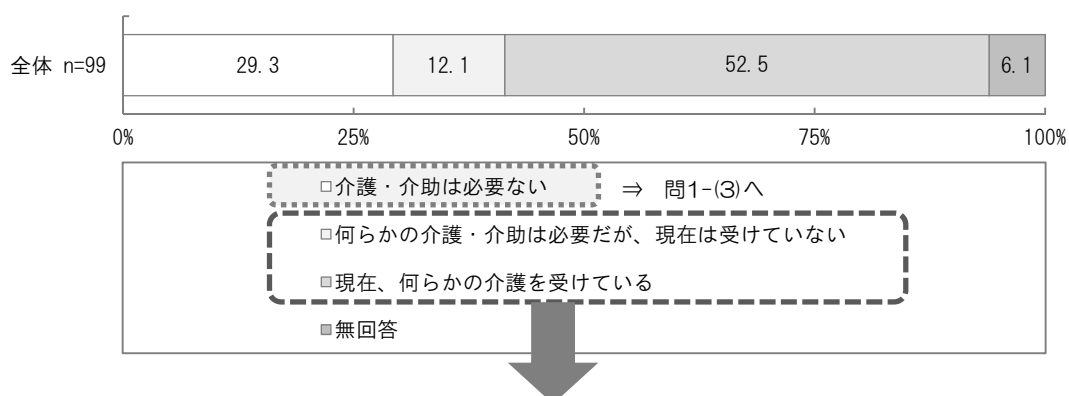 全体 n=99
29.3 12.1 52.5 6.1
0% 25% 50% 75% 100%
□介護・介助は必要ない ⇒ 問1-(3)へ
□何らかの介護・介助は必要だが、現在は受けていない
□現在、何らかの介護を受けている
□無回答